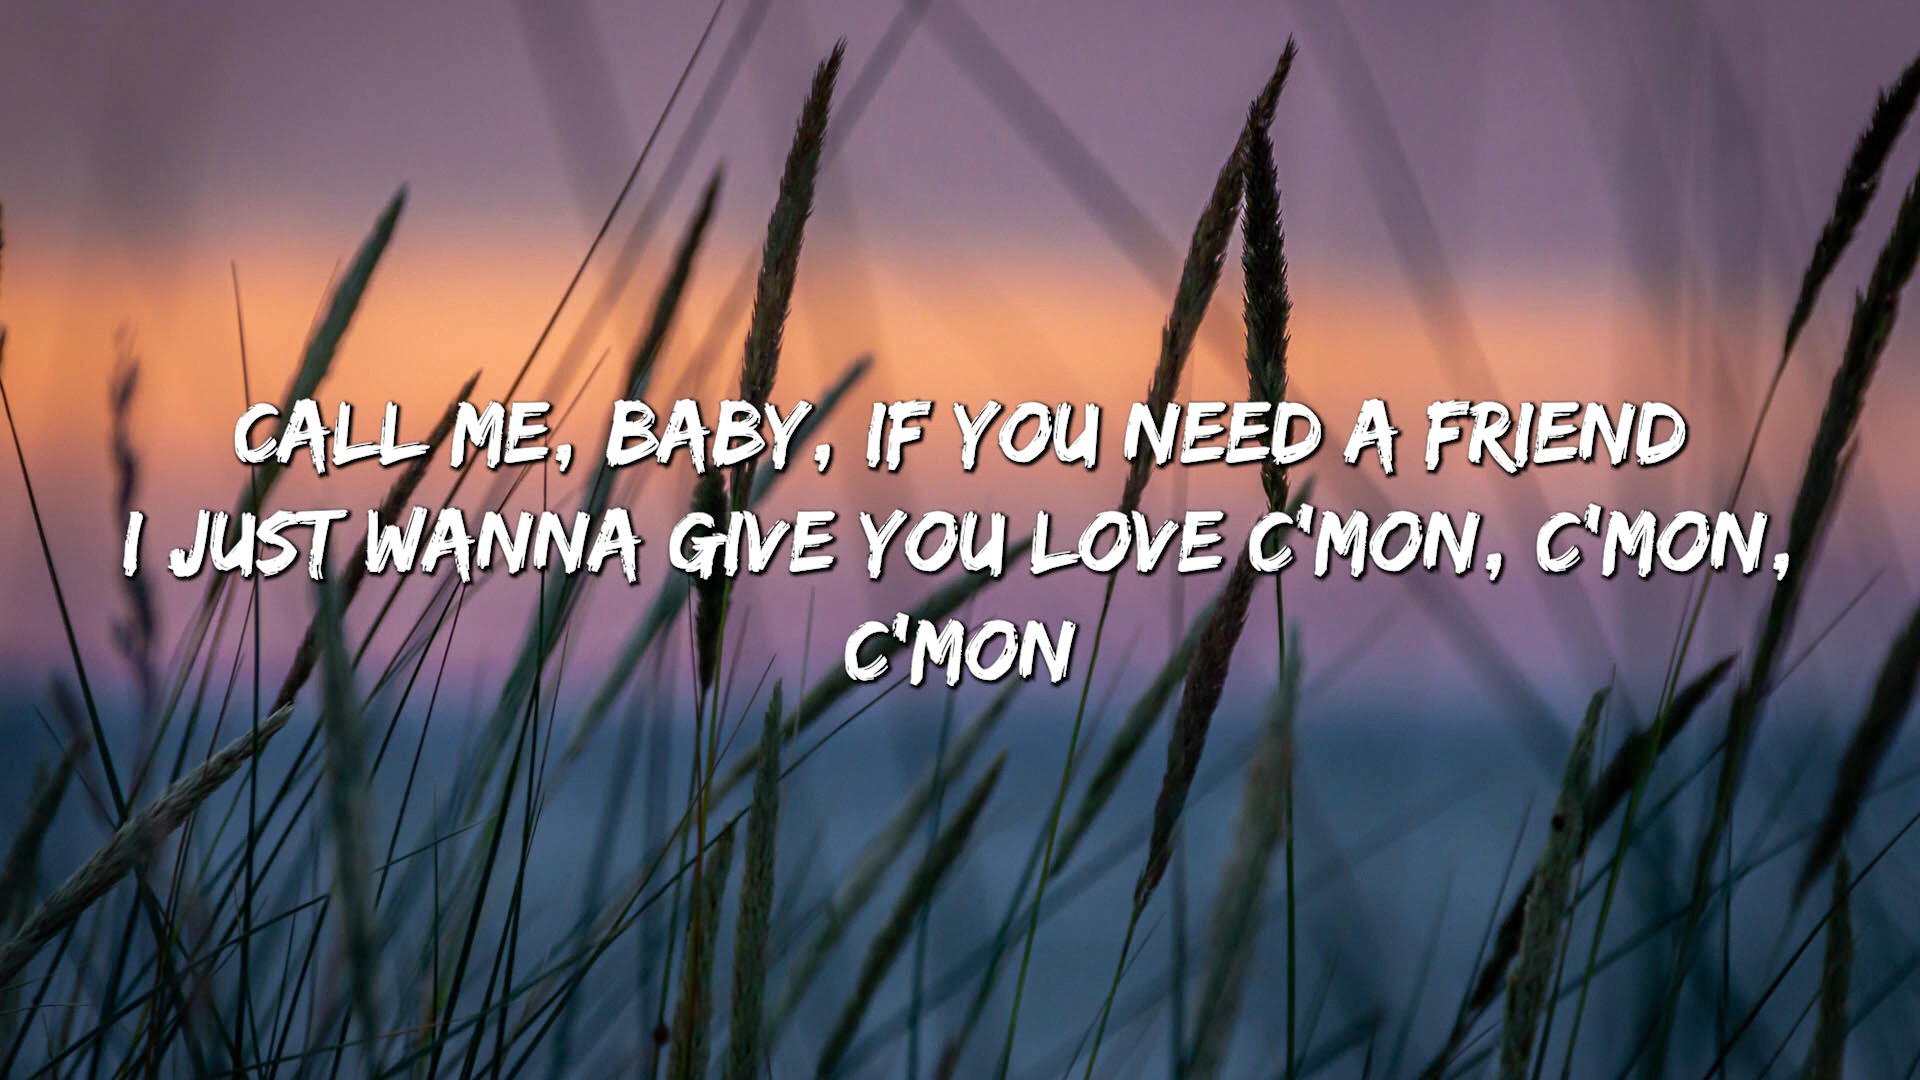 CALL ME, BABY, IF YOU NEED A FRIEND
I JUST WANNA GIVE YOU LOVE C'MON, C'MON,
C'MON